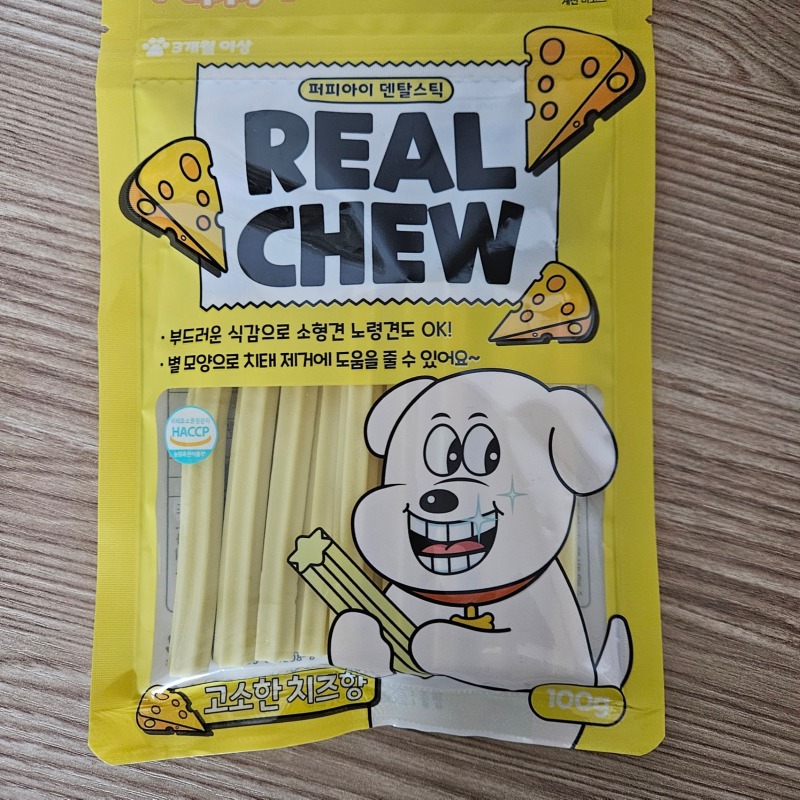 3개월 이상
퍼피아이 덴탈스틱
REAL
CHEW
· 부드러운 식감으로 소형견 노령견도 OK!
· 별 모양으로 치태 제거에 도움을 줄 수 있어요~
HACCP
고소한 치즈향
100g